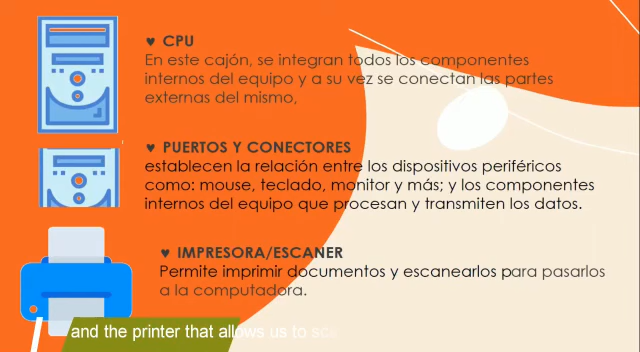 ♥ CPU
En este cajón, se integran todos los componentes
internos del equipo y a su vez se conectan las partes
externas del mismo,
♥ PUERTOS Y CONECTORES
establecen la relación entre los dispositivos periféricos
como: mouse, teclado, monitor y más; y los componentes
internos del equipo que procesan y transmiten los datos.
♥ IMPRESORA/ESCANER
Permite imprimir documentos y escanearlos para pasarlos
a la computadora.
and the printer that allows us to